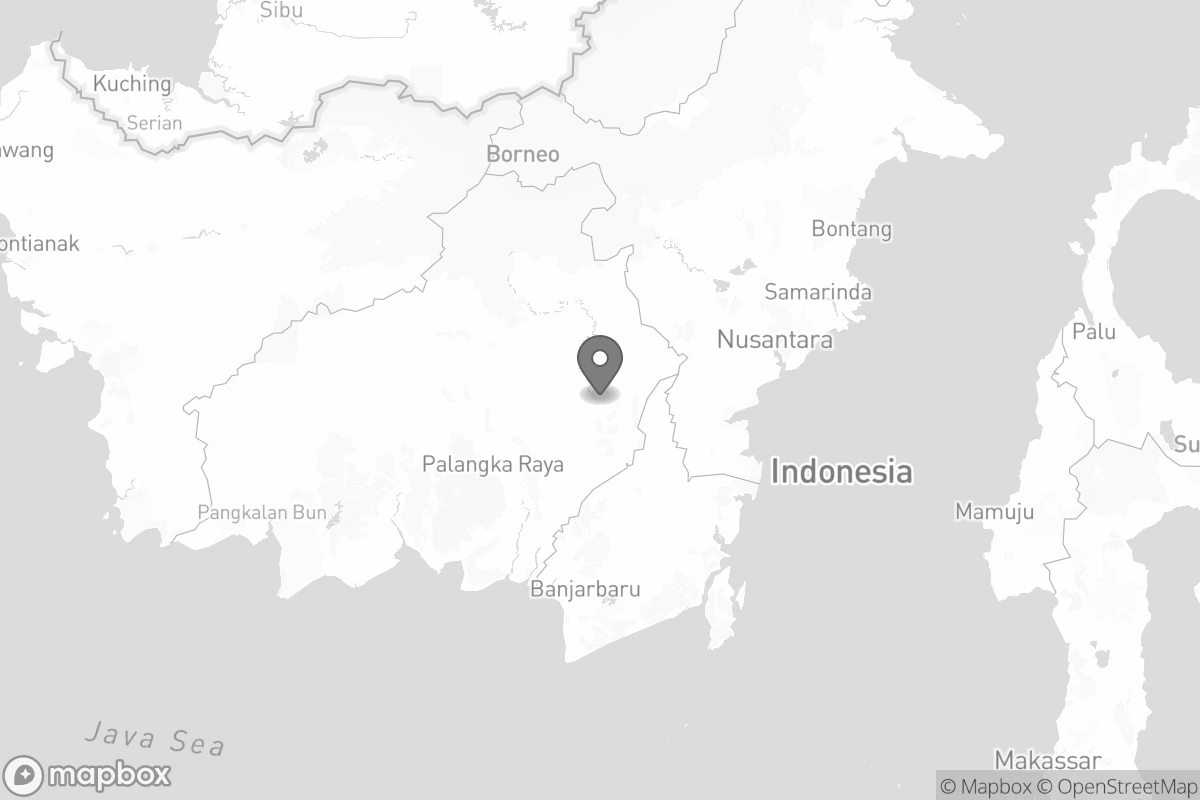 Sibu
Kuching
Serian
awang
Borneo
ontianak
Bontang
Samarinda
Nusantara
Palu
Su
Palangka Raya
Indonesia
Pangkalan Bun
Mamuju
Banjarbaru
Java Sea
Makassar
mapbox
© Mapbox © OpenStreetMap